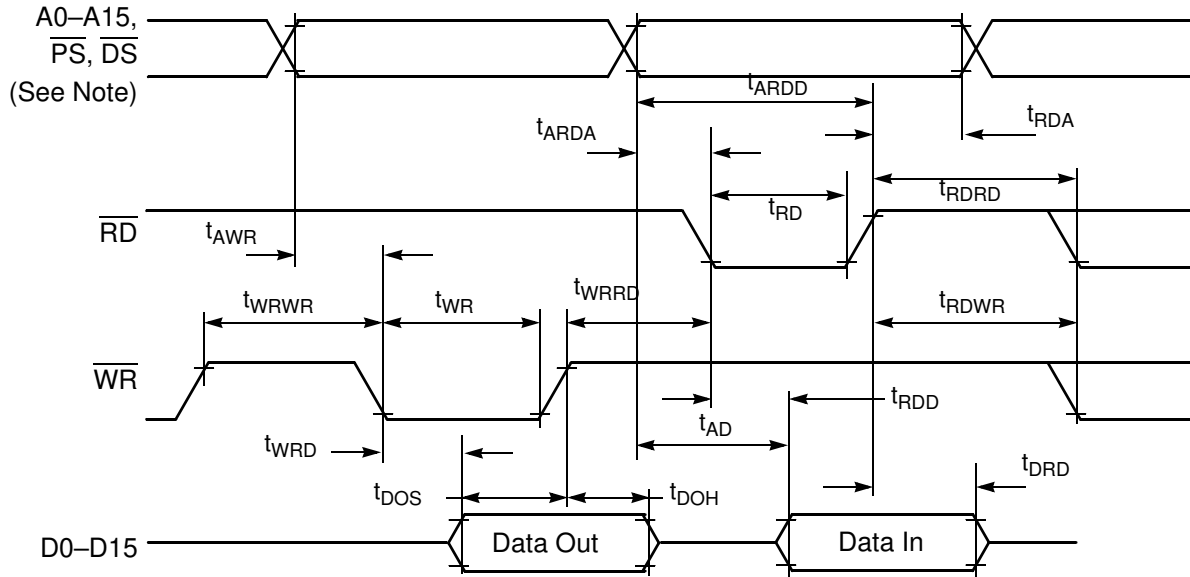 A0–A15,
PS, DS
(See Note)
tARDD
tARDA
tRDA
tRD
tRDRD
RD
tAWR
tWRWR
tWR
tWRRD
tRDWR
WR
tRDD
tAD
tWRD
tDRD
tDOS
tDOH
D0–D15
Data Out
Data In